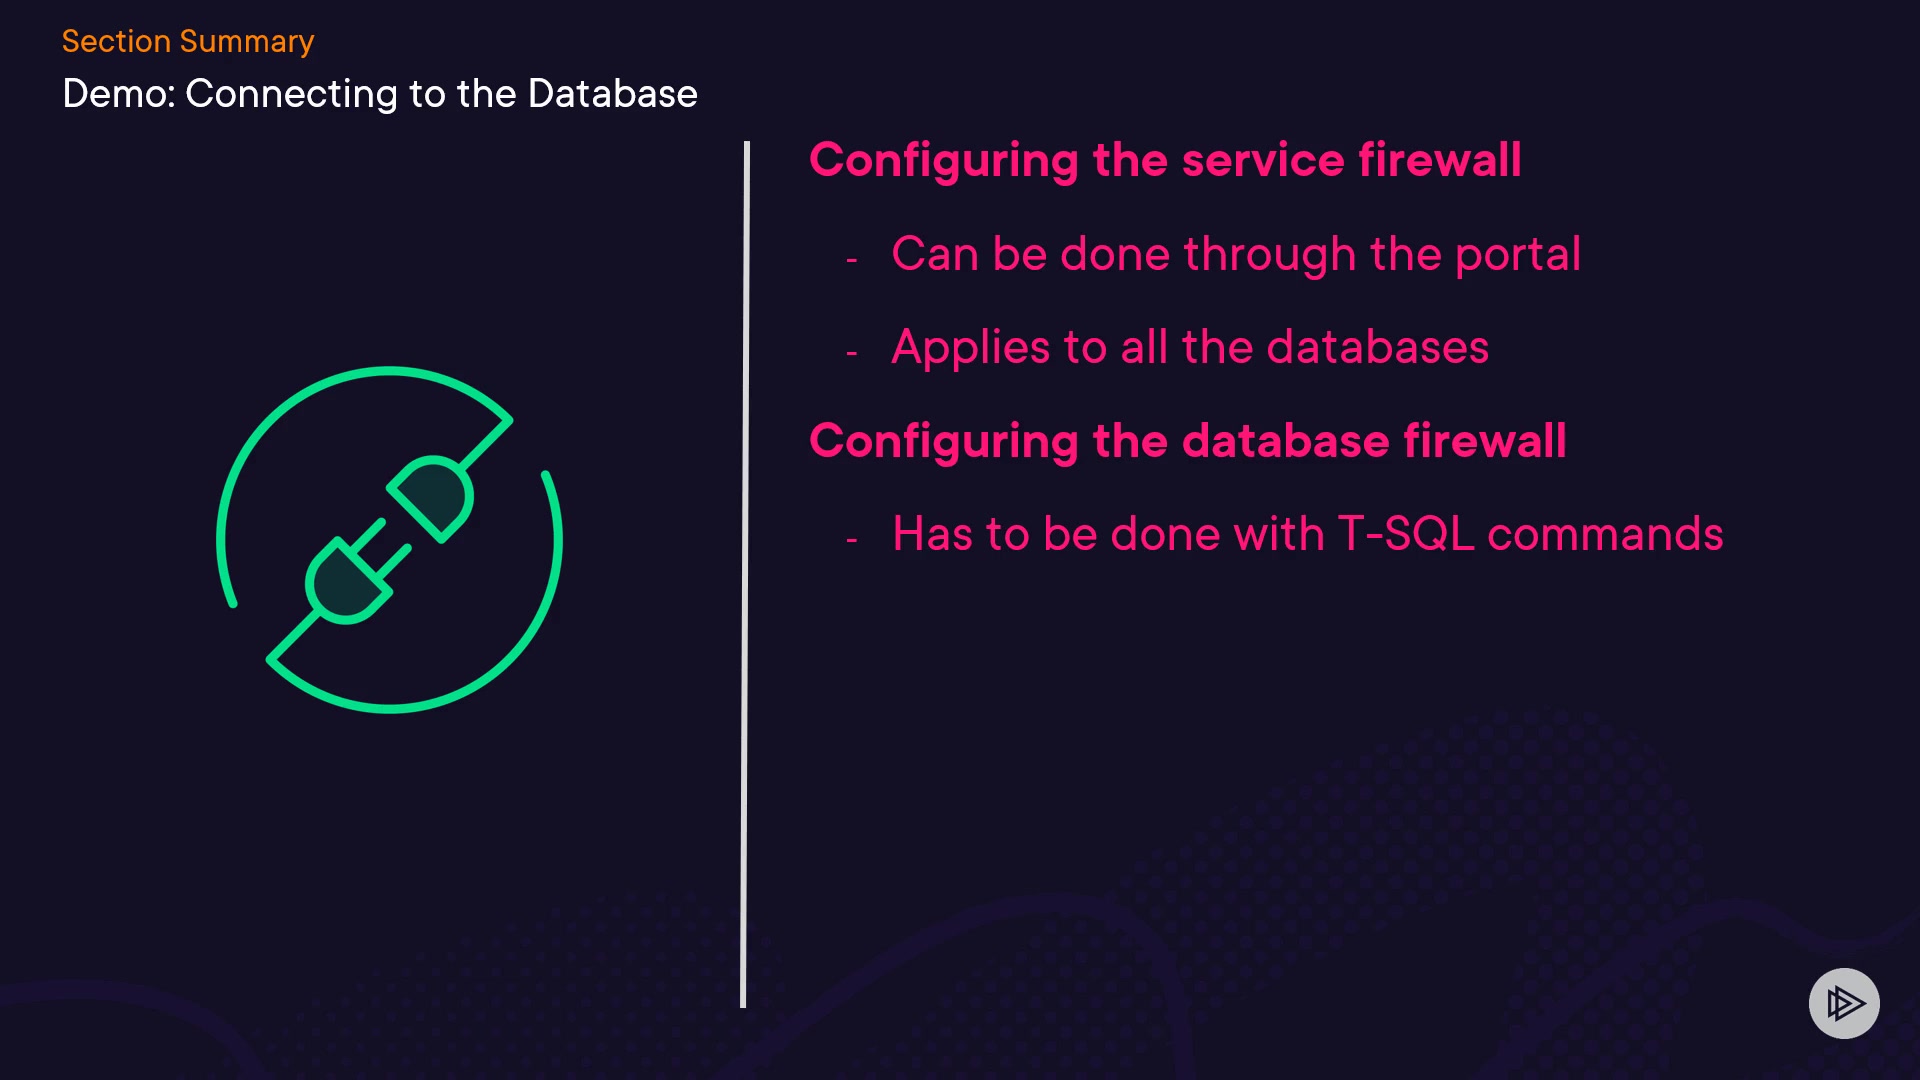 Section Summary
Demo: Connecting to the Database
Configuring the service firewall
- Can be done through the portal
- Applies to all the databases
Configuring the database firewall
- Has to be done with T-SQL commands